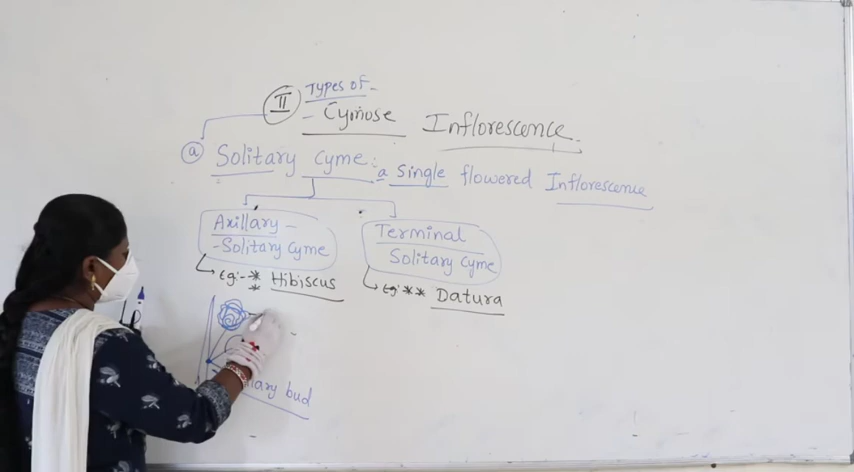 II Types of -
- Cymose Inflorescence.
a Solitary Cyme: a single flowered Inflorescence
Axillary -
- Solitary Cyme
Terminal
Solitary Cyme
Eg:- * Hibiscus
*
Eg: ** Datura
lary bud